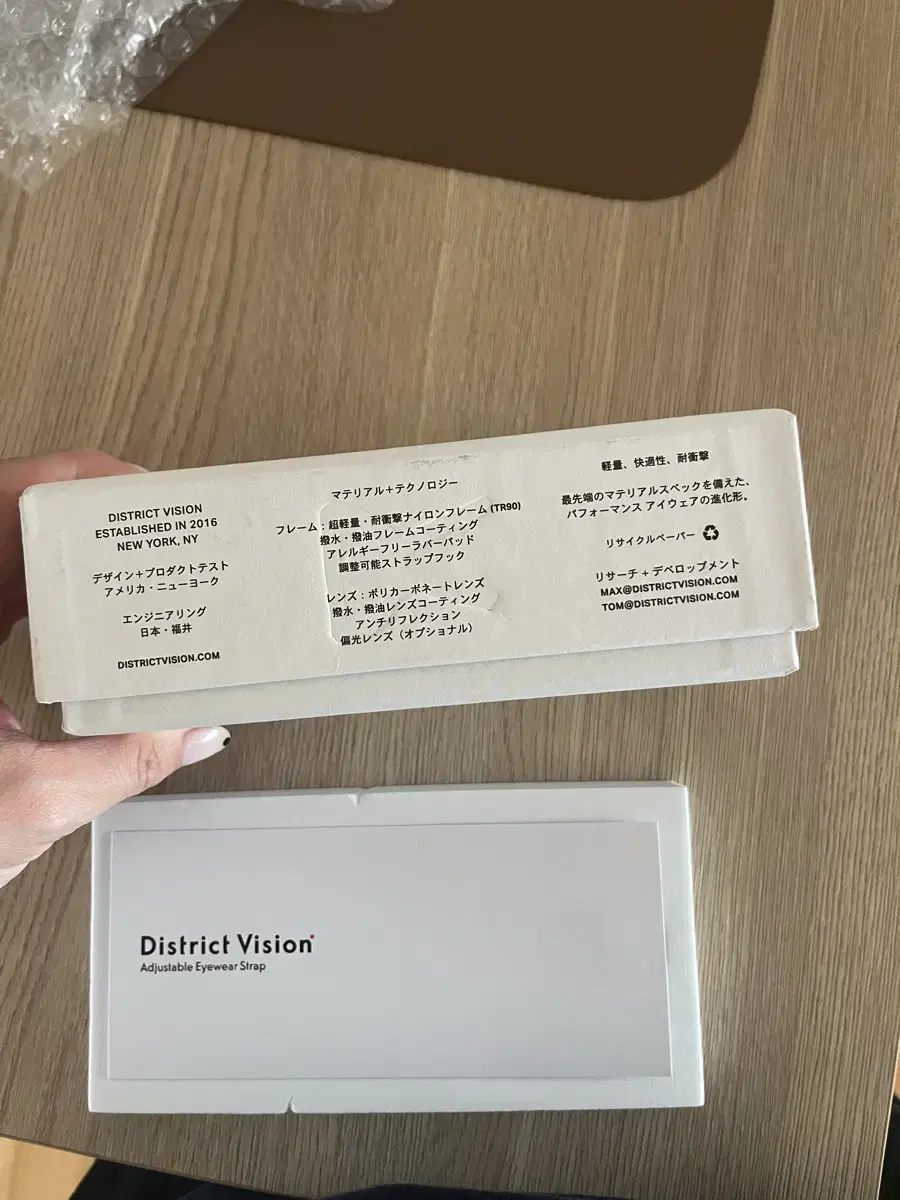 DISTRICT VISION
ESTABLISHED IN 2016
NEW YORK, NY
デザイン+プロダクトテスト
アメリカ・ニューヨーク
エンジニアリング
日本・福井
DISTRICTVISION.COM
マテリアル+テクノロジー
フレーム:超軽量・耐衝撃ナイロンフレーム(TR90)
撥水・撥油フレームコーティング
アレルギーフリーラバーパッド
調整可能ストラップフック
レンズ:ポリカーボネートレンズ
撥水・撥油レンズコーティング
アンチリフレクション
偏光レンズ(オプショナル)
軽量、快適性、耐衝撃
最先端のマテリアルスペックを備えた、
パフォーマンス アイウェアの進化形。
リサイクルペーパー
リサーチ + デベロップメント
MAX@DISTRICTVISION.COM
TOM@DISTRICTVISION.COM
District Vision
Adjustable Eyewear Strap